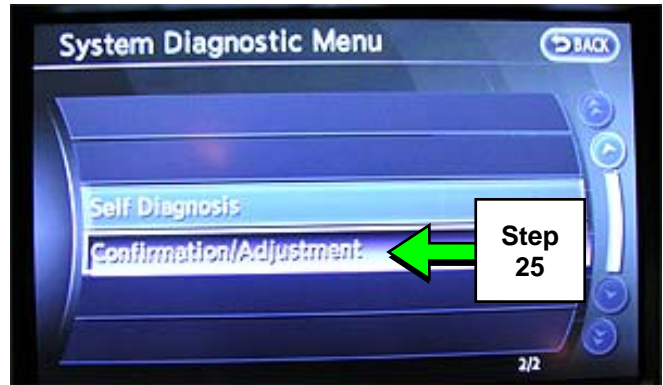 System Diagnostic Menu
BACK
Self Diagnosis
Confirmation/Adjustment
Step
25
2/2